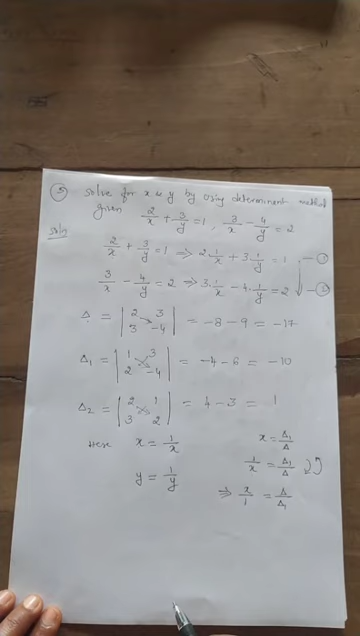 ⑤ Solve for x & y by using determinent method
given 2/x + 3/y = 1, 3/x - 4/y = 2
Soln
2/x + 3/y = 1 ⇒ 2·1/x + 3·1/y = 1 — ①
3/x - 4/y = 2 ⇒ 3·1/x - 4·1/y = 2 — ②
Δ = | 2 3 ; 3 -4 | = -8 - 9 = -17
Δ₁ = | 1 3 ; 2 -4 | = -4 - 6 = -10
Δ₂ = | 2 1 ; 3 2 | = 4 - 3 = 1
Here x = 1/x x = Δ₁/Δ
y = 1/y 1/x = Δ₁/Δ
⇒ x/1 = Δ/Δ₁